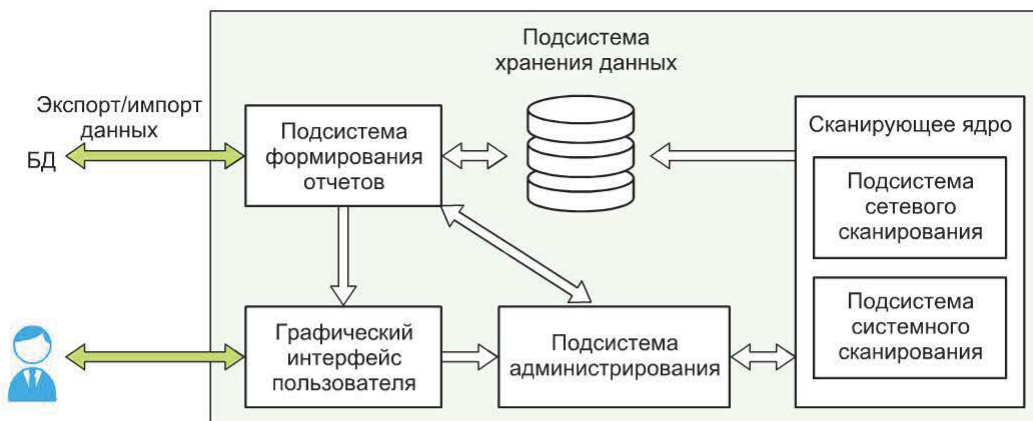 Подсистема
хранения данных
Экспорт/импорт
данных
БД
Подсистема
формирования
отчетов
Сканирующее ядро
Подсистема
сетевого
сканирования
Подсистема
системного
сканирования
Графический
интерфейс
пользователя
Подсистема
администрирования